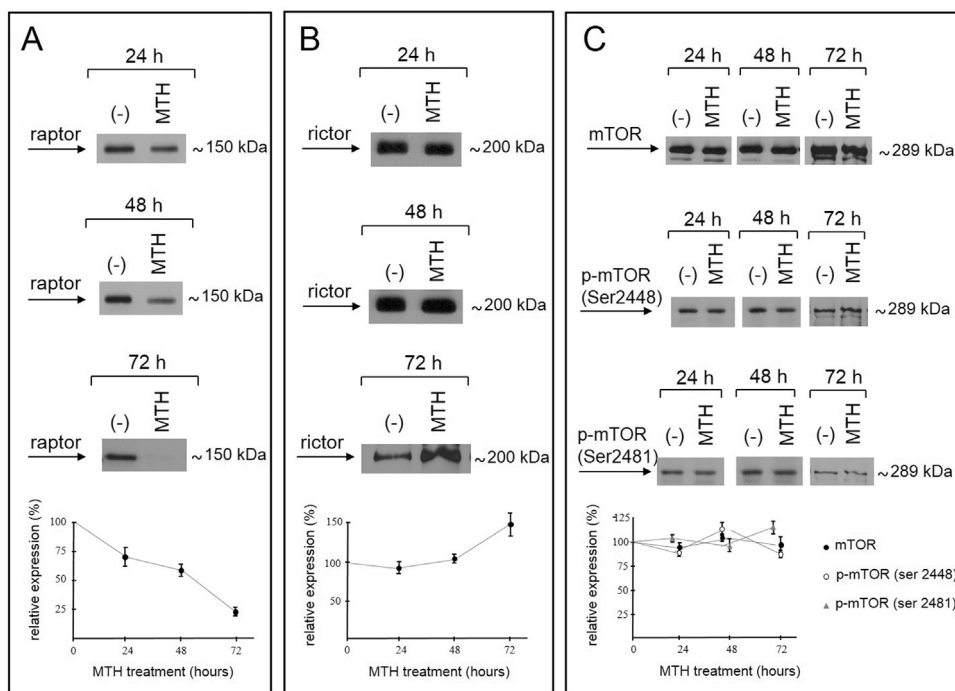 A
24 h
(-) MTH
raptor ~150 kDa
48 h
(-) MTH
raptor ~150 kDa
72 h
(-) MTH
raptor ~150 kDa
relative expression (%)
100
75
50
25
0 24 48 72
MTH treatment (hours)
B
24 h
(-) MTH
rictor ~200 kDa
48 h
(-) MTH
rictor ~200 kDa
72 h
(-) MTH
rictor ~200 kDa
relative expression (%)
150
100
50
0 24 48 72
MTH treatment (hours)
C
24 h 48 h 72 h
(-) MTH (-) MTH (-) MTH
mTOR ~289 kDa
24 h 48 h 72 h
(-) MTH (-) MTH (-) MTH
p-mTOR
(Ser2448) ~289 kDa
24 h 48 h 72 h
(-) MTH (-) MTH (-) MTH
p-mTOR
(Ser2481) ~289 kDa
relative expression (%)
125
100
75
50
25
0 24 48 72
MTH treatment (hours)
mTOR
p-mTOR (ser 2448)
p-mTOR (ser 2481)